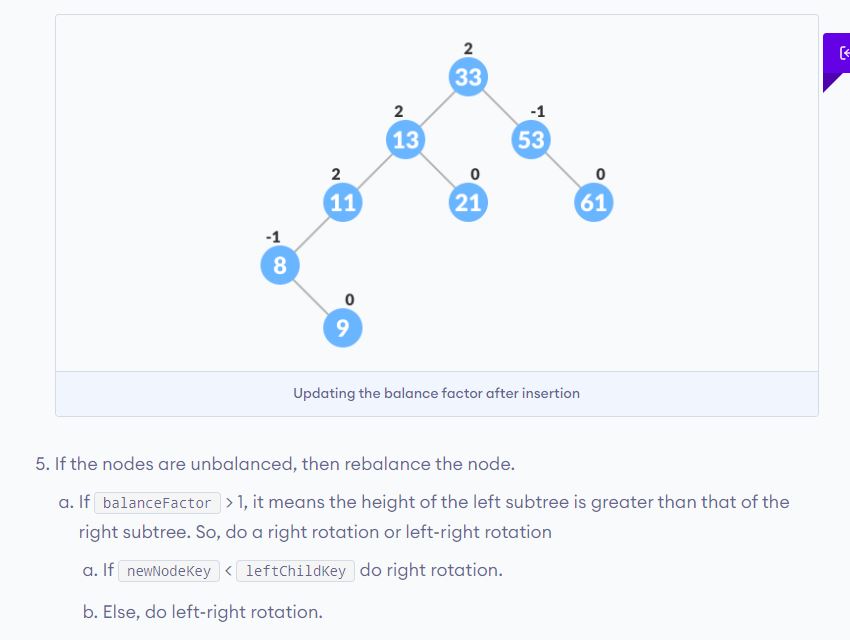 2
33
2 -1
13 53
2 0 0
11 21 61
-1
8
0
9
Updating the balance factor after insertion
5. If the nodes are unbalanced, then rebalance the node.
a. If balanceFactor > 1, it means the height of the left subtree is greater than that of the
right subtree. So, do a right rotation or left-right rotation
a. If newNodeKey < leftChildKey do right rotation.
b. Else, do left-right rotation.